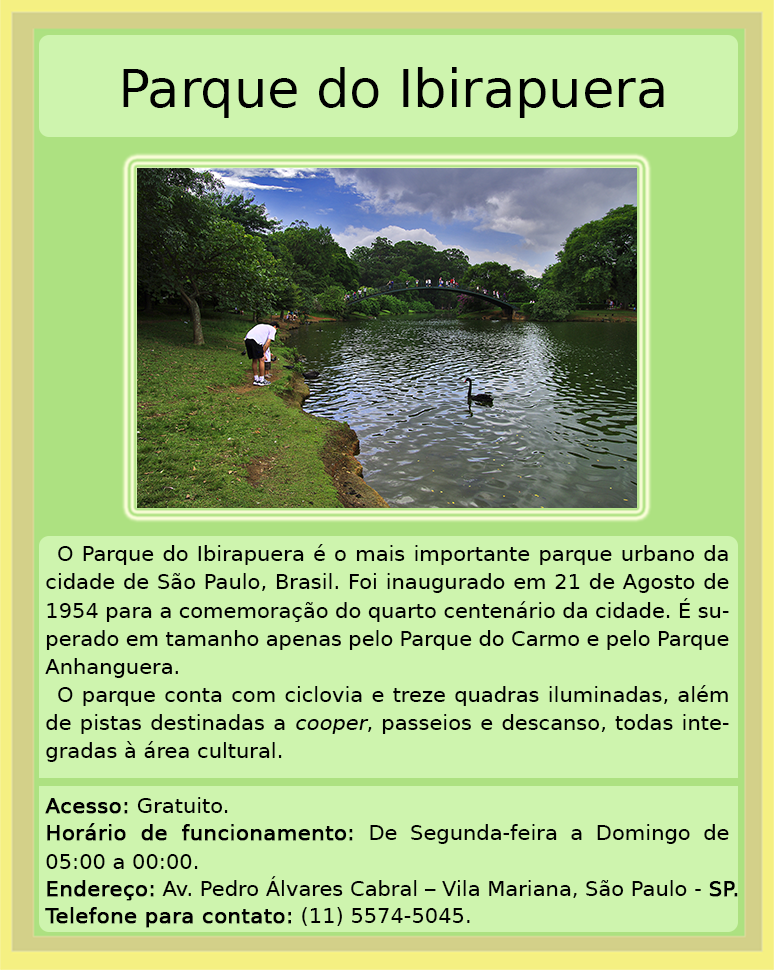 Parque do Ibirapuera
O Parque do Ibirapuera é o mais importante parque urbano da
cidade de São Paulo, Brasil. Foi inaugurado em 21 de Agosto de
1954 para a comemoração do quarto centenário da cidade. É su-
perado em tamanho apenas pelo Parque do Carmo e pelo Parque
Anhanguera.
O parque conta com ciclovia e treze quadras iluminadas, além
de pistas destinadas a cooper, passeios e descanso, todas inte-
gradas à área cultural.
Acesso: Gratuito.
Horário de funcionamento: De Segunda-feira a Domingo de
05:00 a 00:00.
Endereço: Av. Pedro Álvares Cabral – Vila Mariana, São Paulo - SP.
Telefone para contato: (11) 5574-5045.